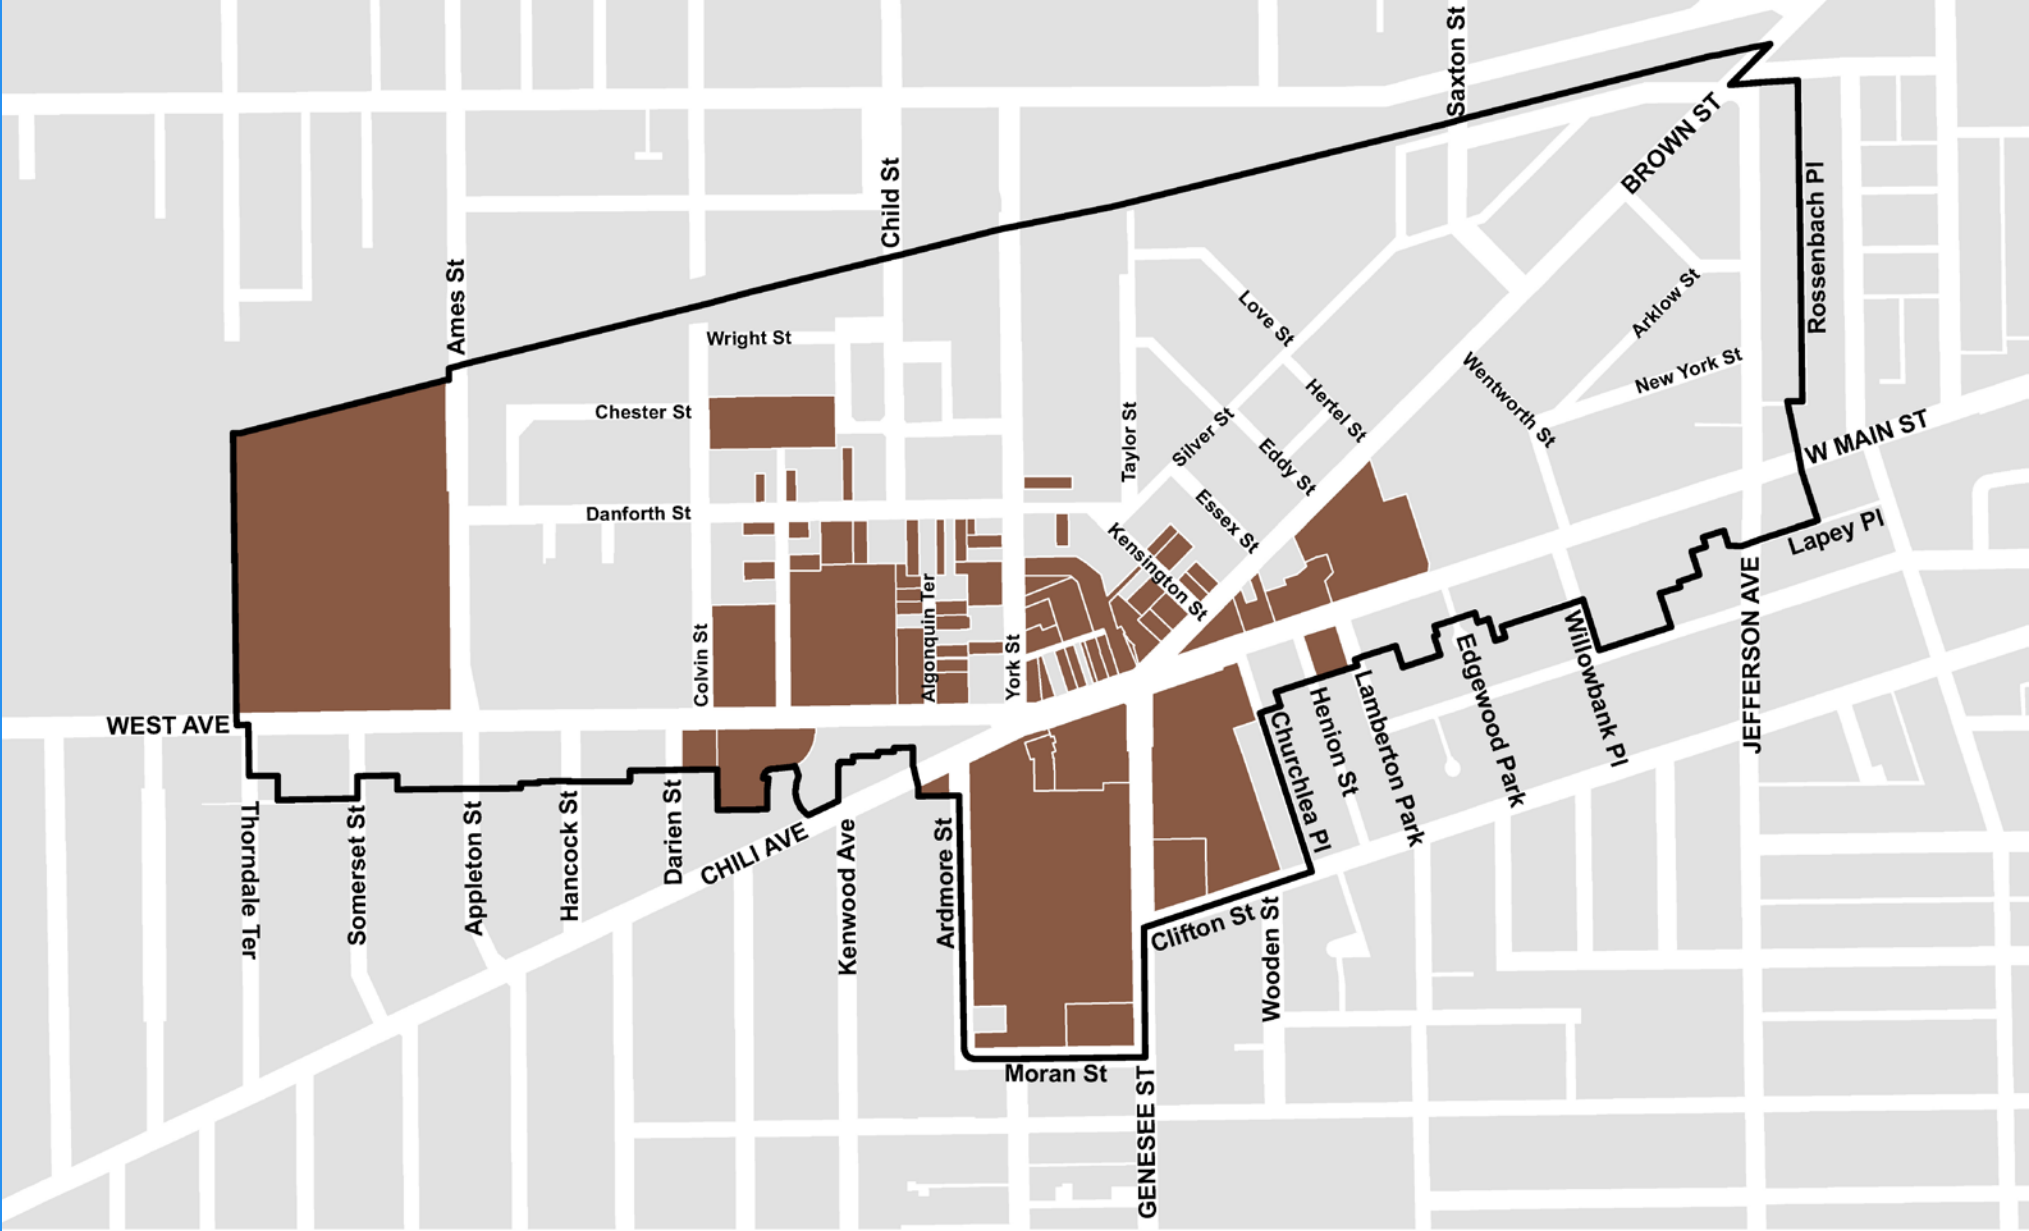 Saxton St
BROWN ST
Child St
Rossenbach Pl
Ames St
Love St
Arklow St
Wright St
New York St
Wentworth St
Hertel St
Chester St
Taylor St
Silver St
W MAIN ST
Eddy St
Danforth St
Essex St
Lapey Pl
Kensington St
Algonquin Ter
Colvin St
York St
JEFFERSON AVE
WEST AVE
Edgewood Park
Willowbank Pl
Henion St
Lamberton Park
Churchlea Pl
Thorndale Ter
Somerset St
Appleton St
Hancock St
Darien St
CHILI AVE
Kenwood Ave
Ardmore St
Clifton St
Wooden St
Moran St
GENESEE ST